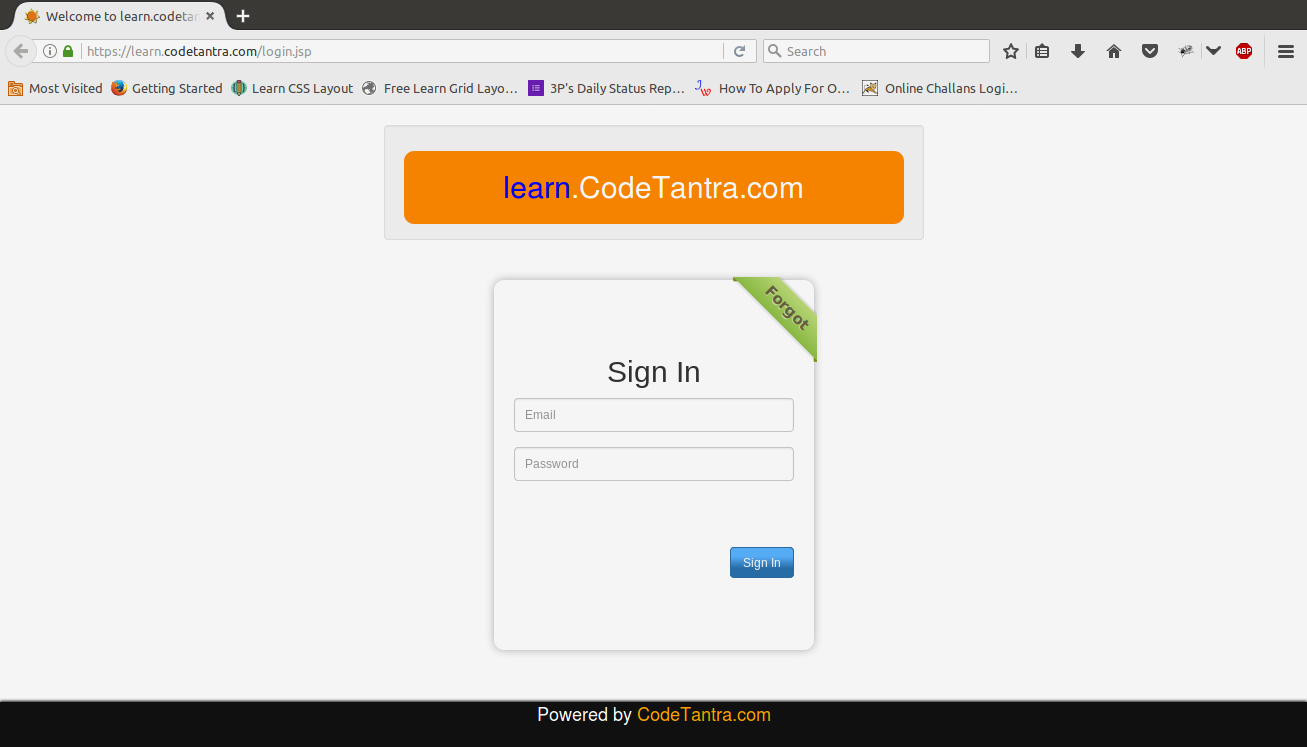 Welcome to learn.codetan
https://learn.codetantra.com/login.jsp
Search
ABP
Most Visited
Getting Started
Learn CSS Layout
Free Learn Grid Layo...
3P's Daily Status Rep...
How To Apply For O...
Online Challans Logi...
learn.CodeTantra.com
Forgot
Sign In
Email
Password
Sign In
Powered by CodeTantra.com